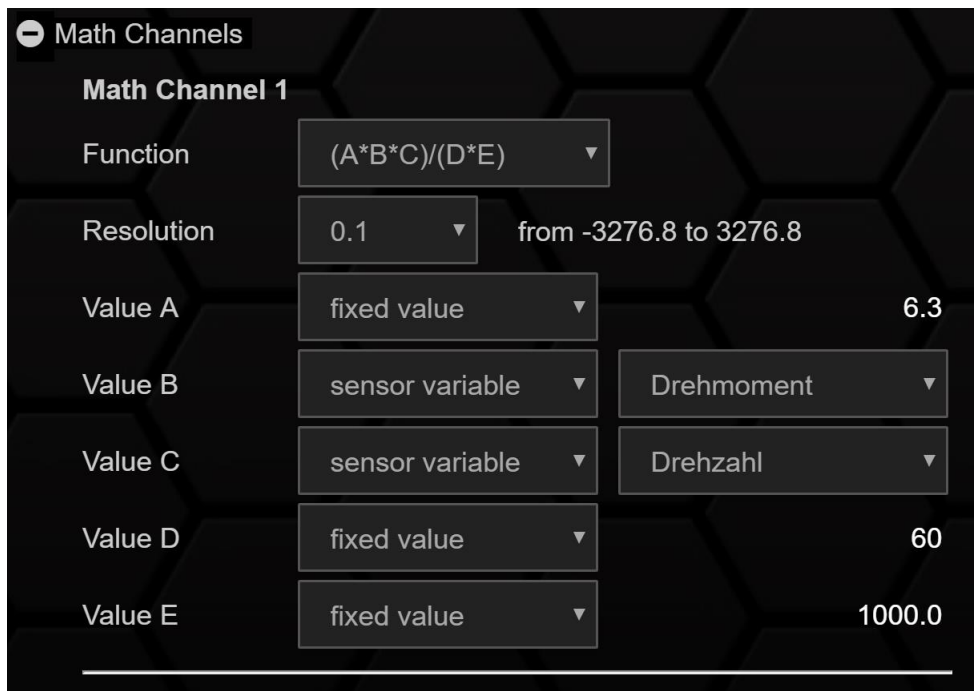 Math Channels
Math Channel 1
Function (A*B*C)/(D*E)
Resolution 0.1 from -3276.8 to 3276.8
Value A fixed value 6.3
Value B sensor variable Drehmoment
Value C sensor variable Drehzahl
Value D fixed value 60
Value E fixed value 1000.0